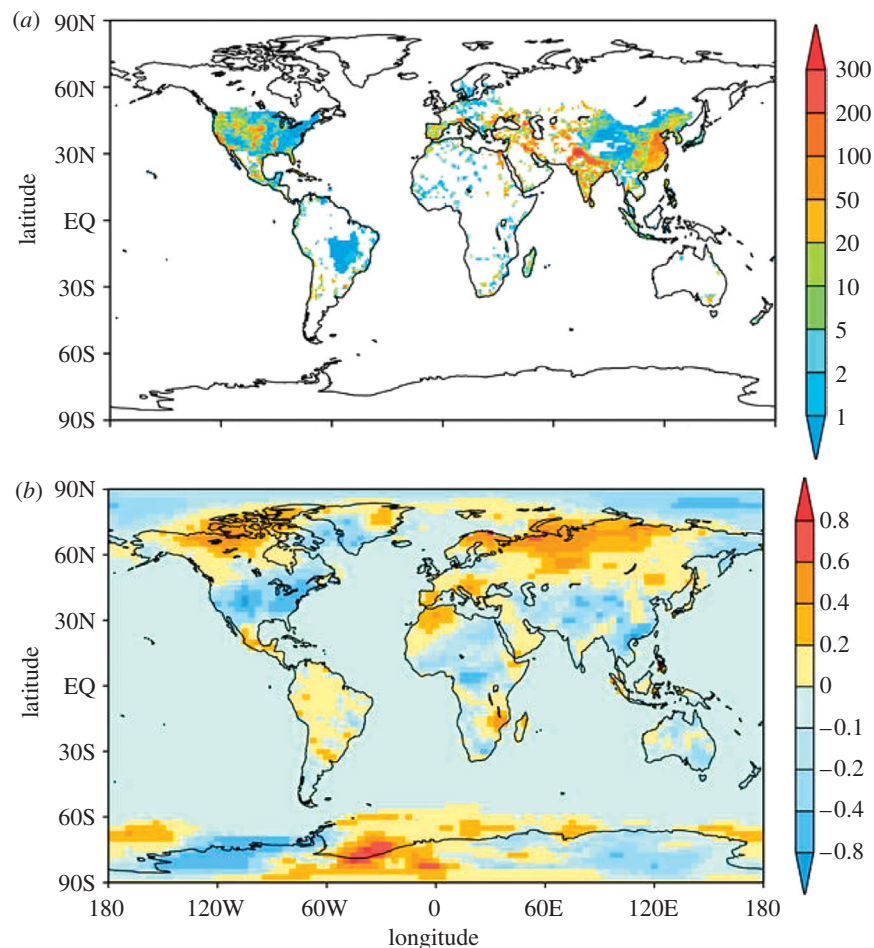 (a)
90N
60N
30N
EQ
30S
60S
90S
latitude
300
200
100
50
20
10
5
2
1
(b)
90N
60N
30N
EQ
30S
60S
90S
latitude
180
120W
60W
0
60E
120E
180
longitude
0.8
0.6
0.4
0.2
0
–0.1
–0.2
–0.4
–0.8